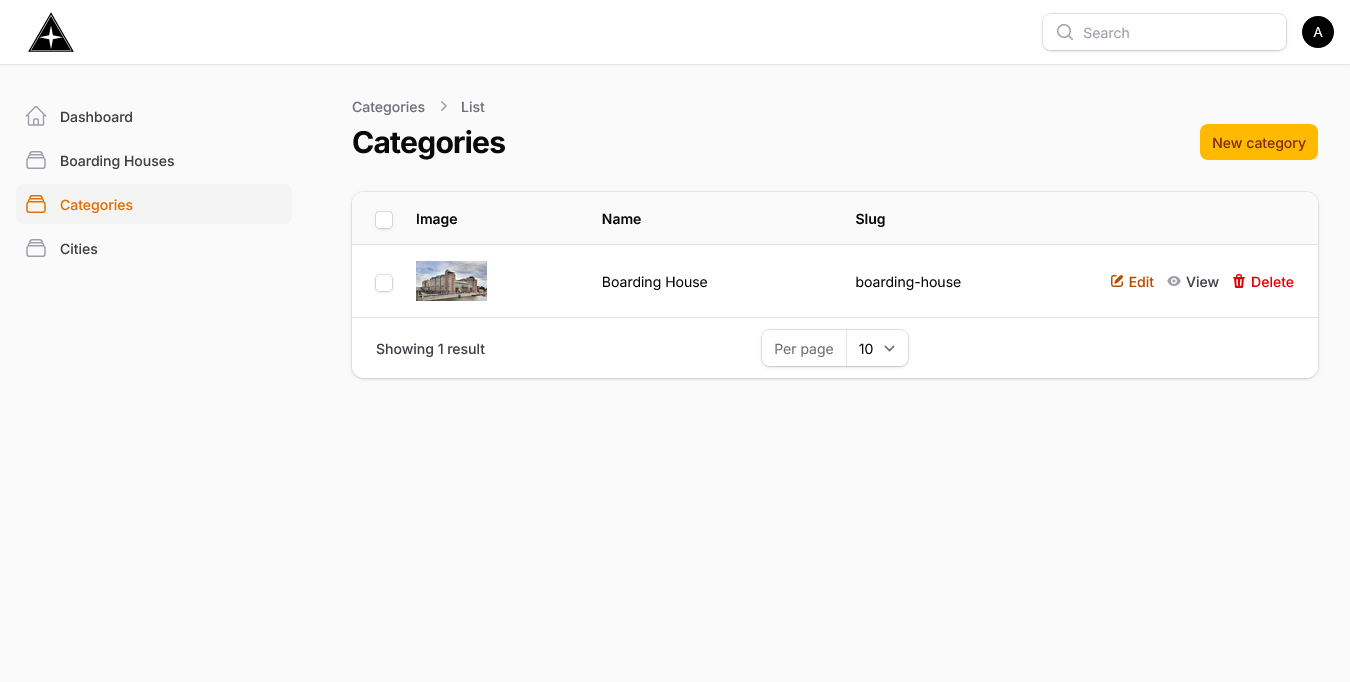 Search
A
Dashboard
Boarding Houses
Categories
Cities
Categories > List
Categories
New category
Image Name Slug
Boarding House boarding-house Edit View Delete
Showing 1 result
Per page 10